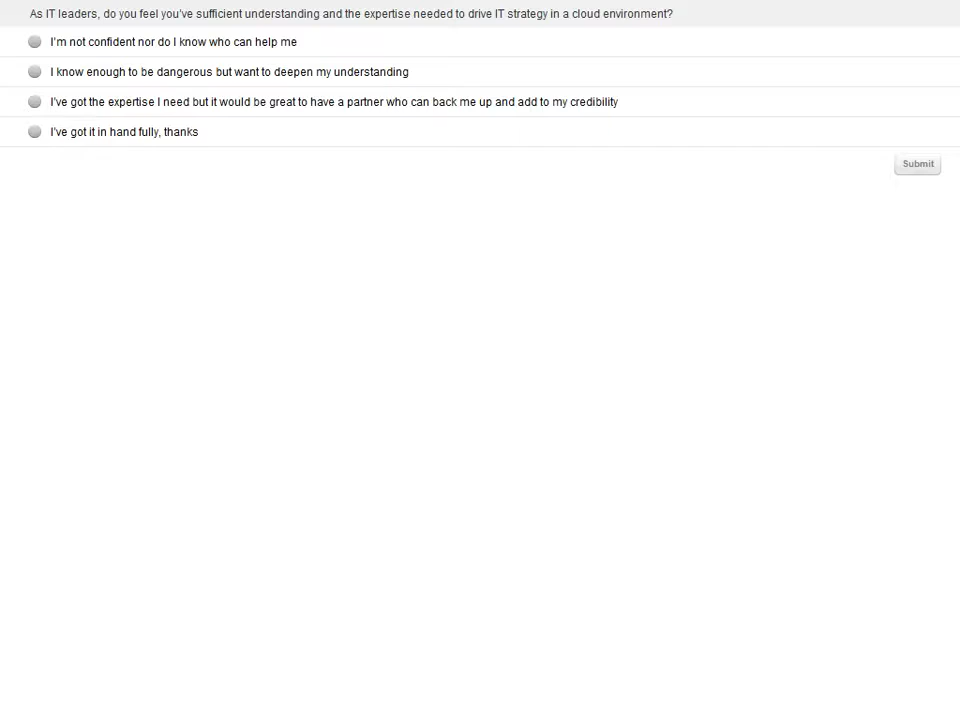 As IT leaders, do you feel you've sufficient understanding and the expertise needed to drive IT strategy in a cloud environment?
I'm not confident nor do I know who can help me
I know enough to be dangerous but want to deepen my understanding
I've got the expertise I need but it would be great to have a partner who can back me up and add to my credibility
I've got it in hand fully, thanks
Submit